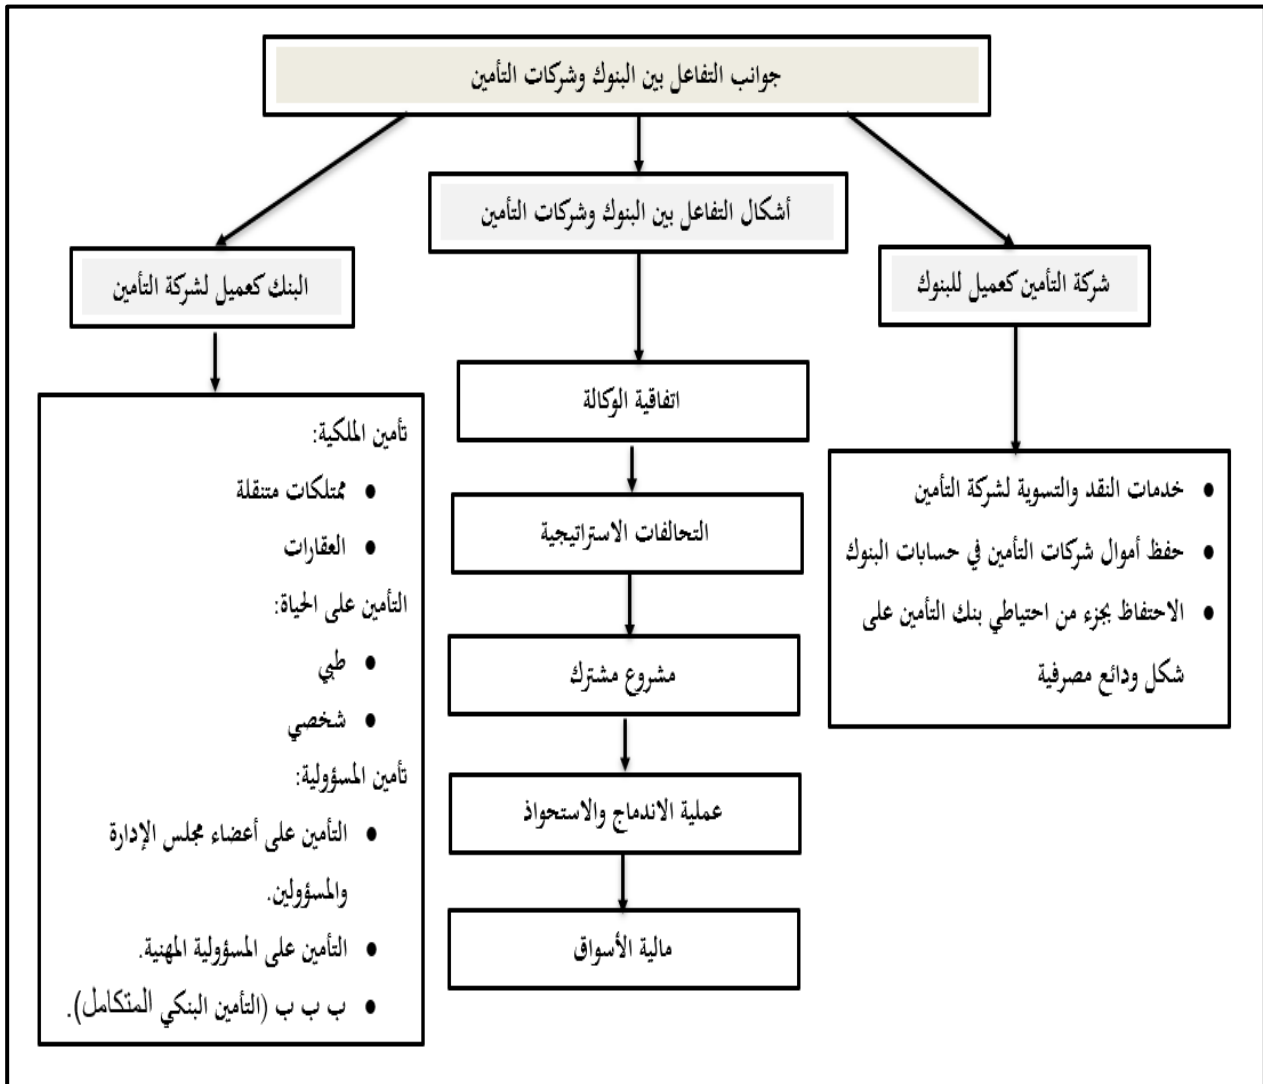 جوانب التفاعل بين البنوك وشركات التأمين
أشكال التفاعل بين البنوك وشركات التأمين
شركة التأمين كعميل للبنوك
البنك كعميل لشركة التأمين
خدمات النقد والتسوية لشركة التأمين
حفظ أموال شركات التأمين في حسابات البنوك
الاحتفاظ بجزء من احتياطي بنك التأمين على
شكل ودائع مصرفية
اتفاقية الوكالة
التحالفات الاستراتيجية
مشروع مشترك
عملية الاندماج والاستحواذ
مالية الأسواق
تأمين الملكية:
ممتلكات متنقلة
العقارات
التأمين على الحياة:
طبي
شخصي
تأمين المسؤولية:
التأمين على أعضاء مجلس الإدارة
والمسؤولين.
التأمين على المسؤولية المهنية.
ب ب ب (التأمين البنكي المتكامل).